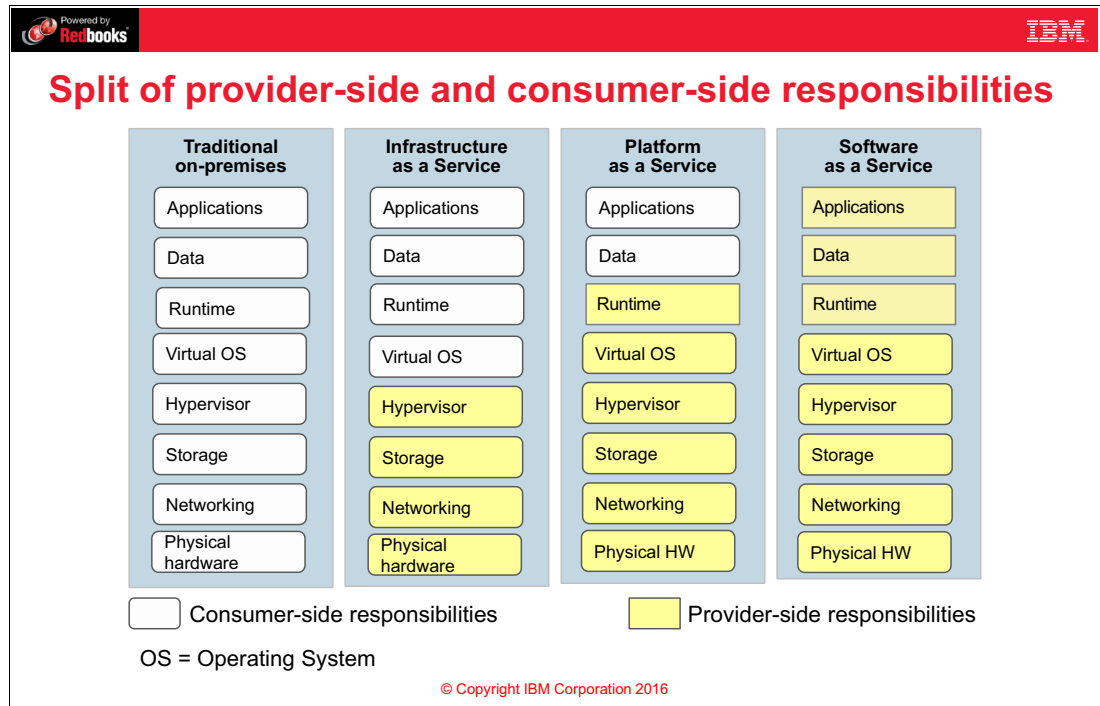 Powered by
Redbooks
IBM
Split of provider-side and consumer-side responsibilities
Traditional
on-premises
Applications
Data
Runtime
Virtual OS
Hypervisor
Storage
Networking
Physical
hardware
Infrastructure
as a Service
Applications
Data
Runtime
Virtual OS
Hypervisor
Storage
Networking
Physical
hardware
Platform
as a Service
Applications
Data
Runtime
Virtual OS
Hypervisor
Storage
Networking
Physical HW
Software
as a Service
Applications
Data
Runtime
Virtual OS
Hypervisor
Storage
Networking
Physical HW
Consumer-side responsibilities
Provider-side responsibilities
OS = Operating System
© Copyright IBM Corporation 2016